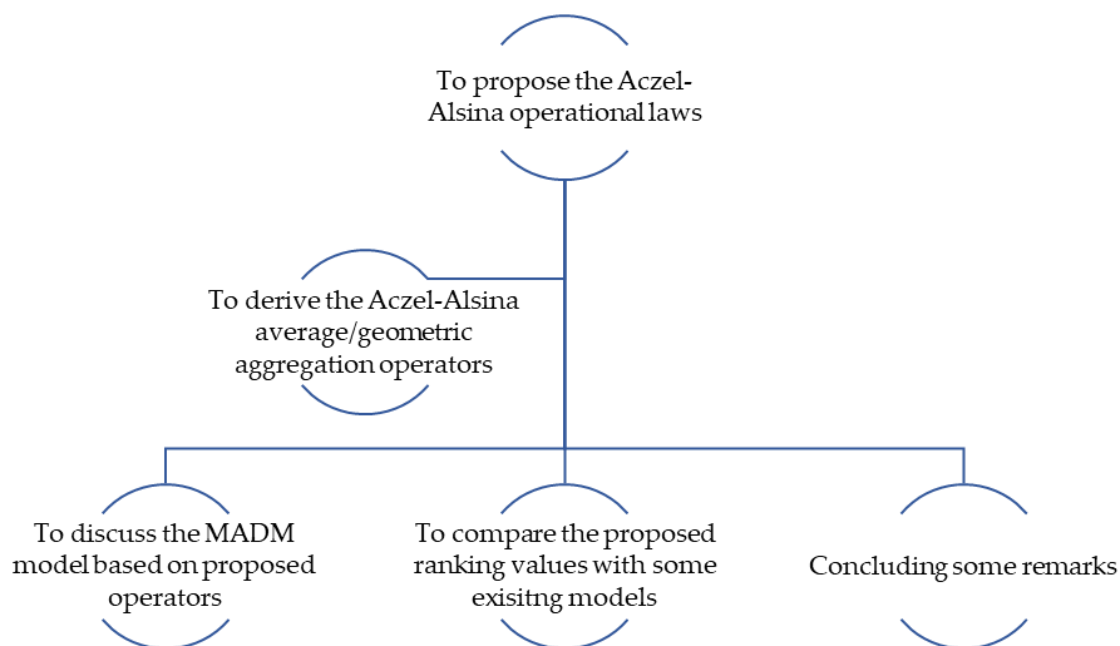 To propose the Aczel-
Alsina operational laws
To derive the Aczel-Alsina
average/geometric
aggregation operators
To discuss the MADM
model based on proposed
operators
To compare the proposed
ranking values with some
exisitng models
Concluding some remarks